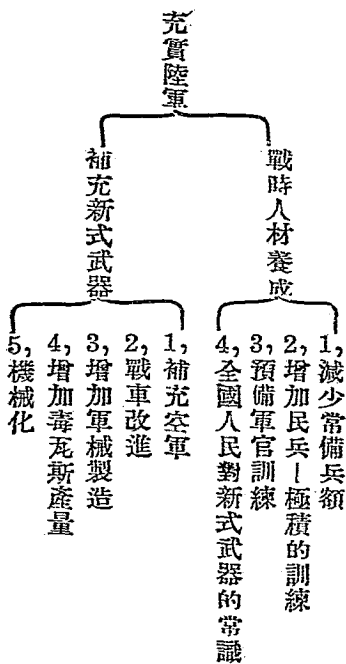 充實陸軍
戰時人材養成
1,減少常備兵額
2,增加民兵—極積的訓練
3,預備軍官訓練
4,全國人民對新式武器的常識
補充新式武器
1,補充空軍
2,戰車改進
3,增加軍械製造
4,增加毒瓦斯產量
5,機械化